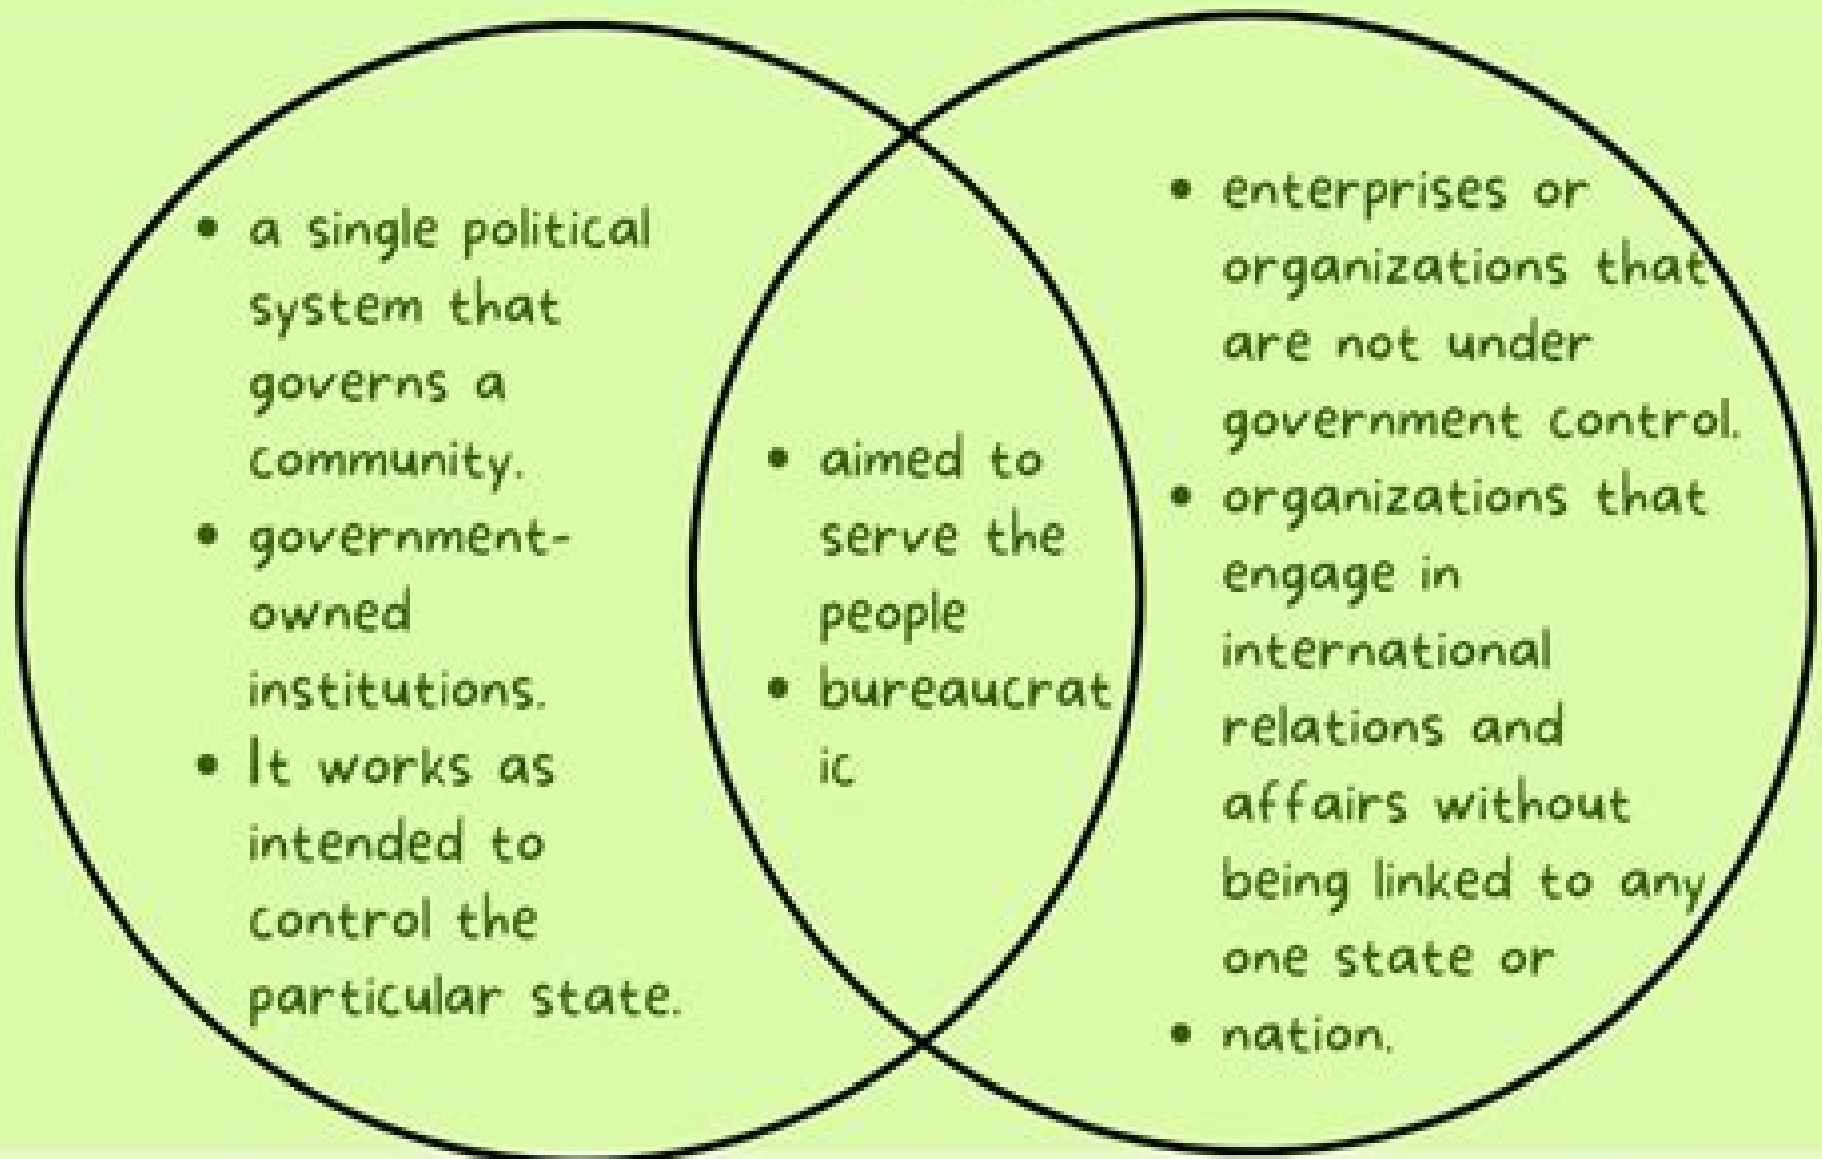 • a single political
system that
governs a
community.
• government-
owned
institutions.
• It works as
intended to
control the
particular state.
• aimed to
serve the
people
• bureaucrat
ic
• enterprises or
organizations that
are not under
government control.
• organizations that
engage in
international
relations and
affairs without
being linked to any
one state or
• nation.